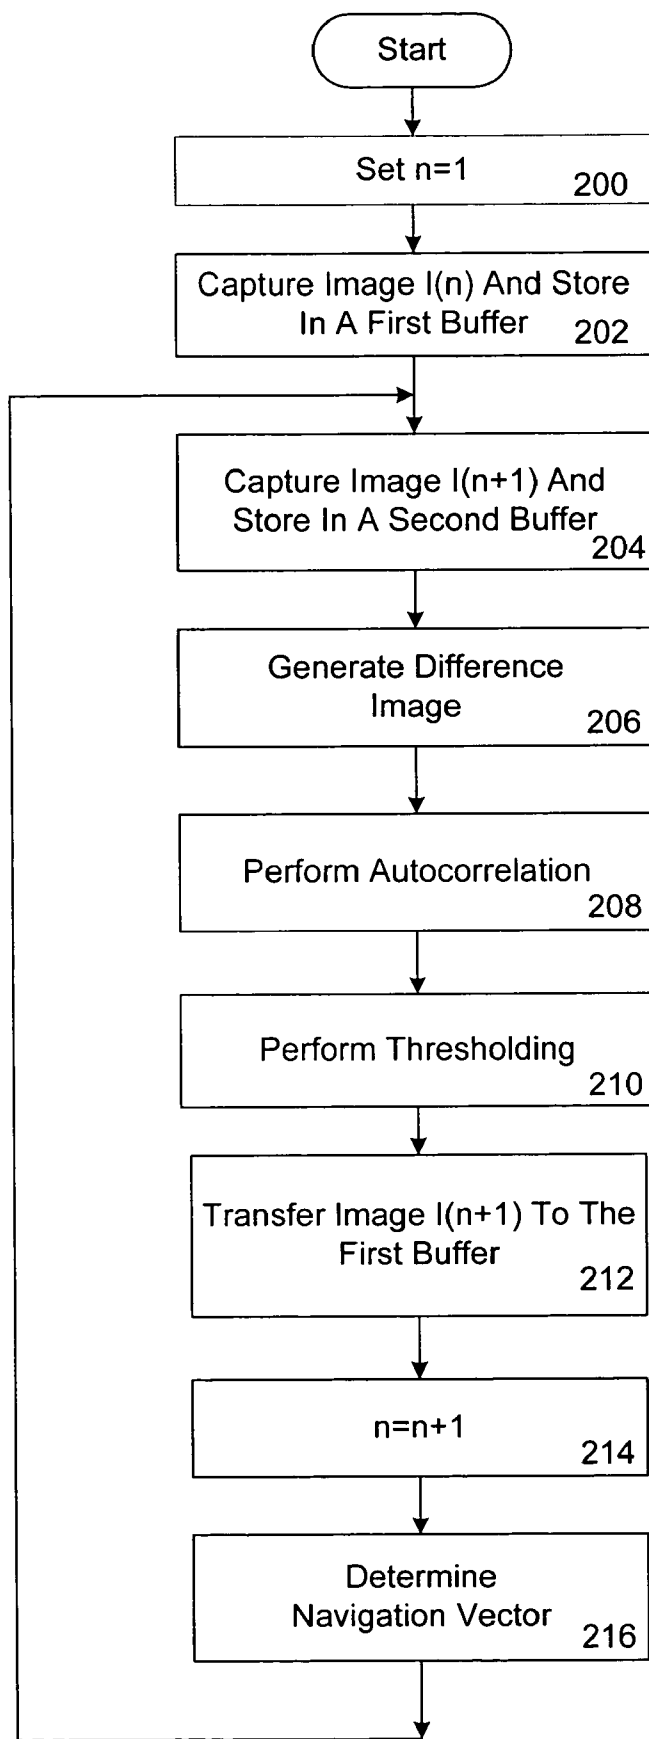 Start
Set n=1
200
Capture Image I(n) And Store
In A First Buffer
202
Capture Image I(n+1) And
Store In A Second Buffer
204
Generate Difference
Image
206
Perform Autocorrelation
208
Perform Thresholding
210
Transfer Image I(n+1) To The
First Buffer
212
n=n+1
214
Determine
Navigation Vector
216